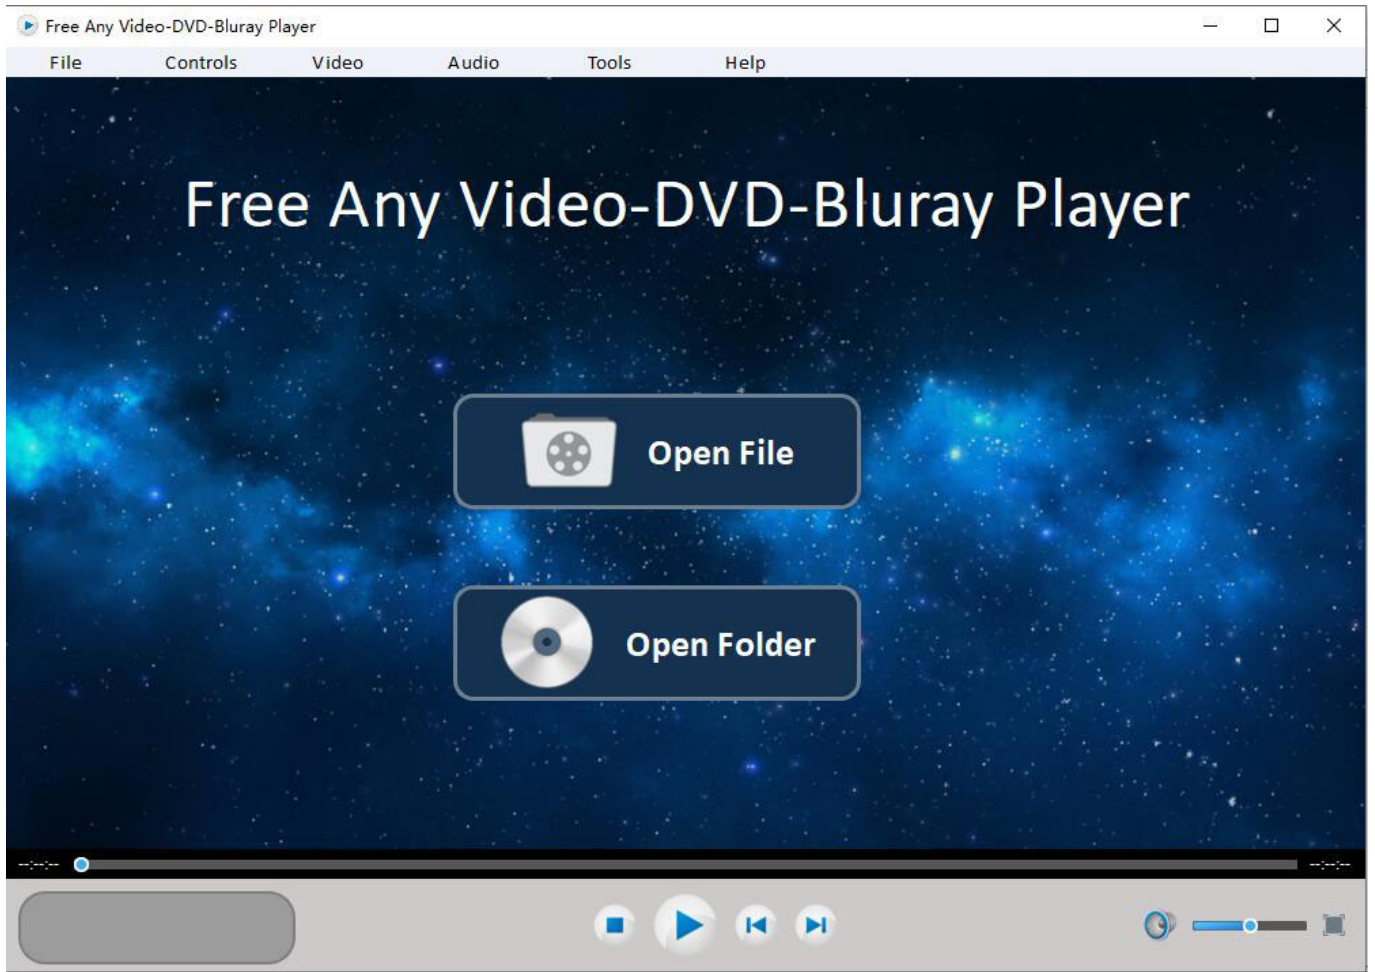 Free Any Video-DVD-Bluray Player
File Controls Video Audio Tools Help
Free Any Video-DVD-Bluray Player
Open File
Open Folder
--:--:-- --:--:--